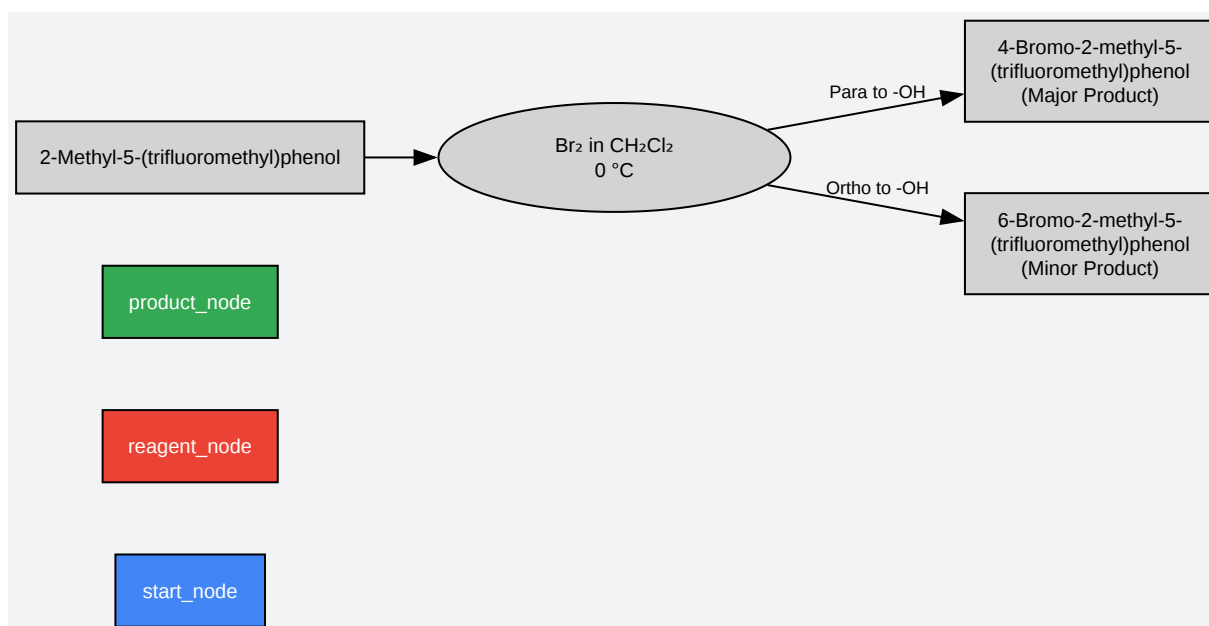 2-Methyl-5-(trifluoromethyl)phenol
Br₂ in CH₂Cl₂
0 °C
Para to -OH
4-Bromo-2-methyl-5-
(trifluoromethyl)phenol
(Major Product)
Ortho to -OH
6-Bromo-2-methyl-5-
(trifluoromethyl)phenol
(Minor Product)
product_node
reagent_node
start_node